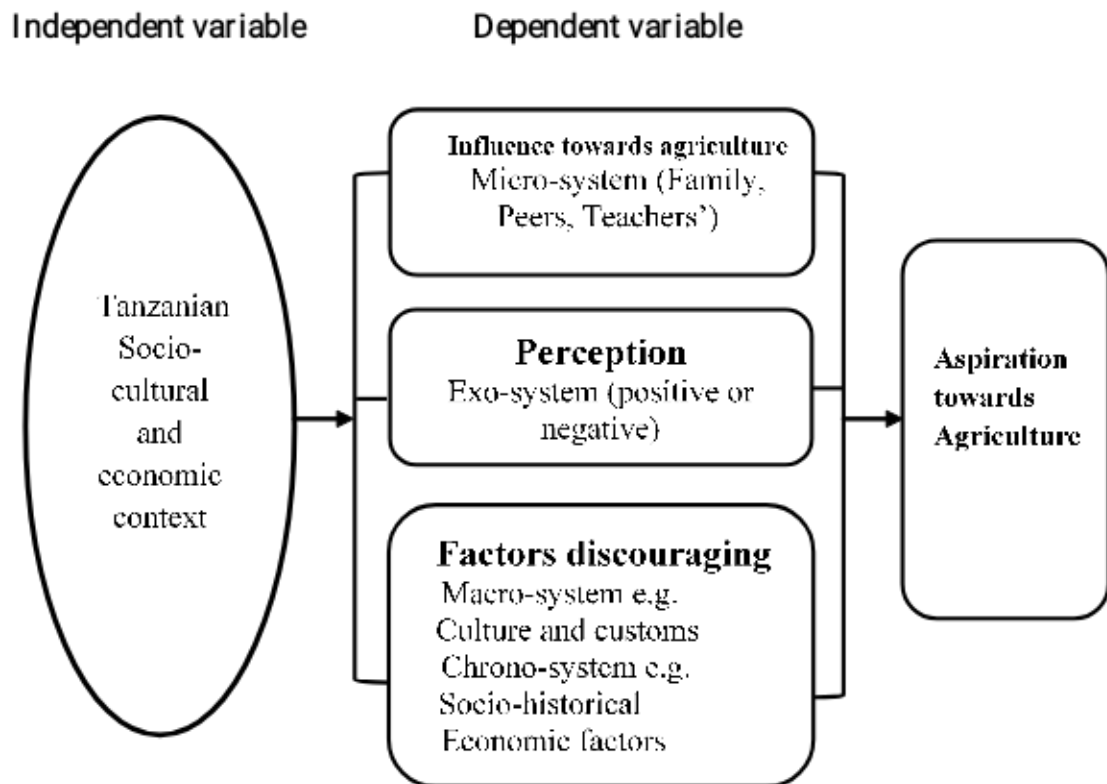 Independent variable
Dependent variable
Tanzanian
Socio-
cultural
and
economic
context
Influence towards agriculture
Micro-system (Family,
Peers, Teachers’)
Perception
Exo-system (positive or
negative)
Factors discouraging
Macro-system e.g.
Culture and customs
Chrono-system e.g.
Socio-historical
Economic factors
Aspiration
towards
Agriculture